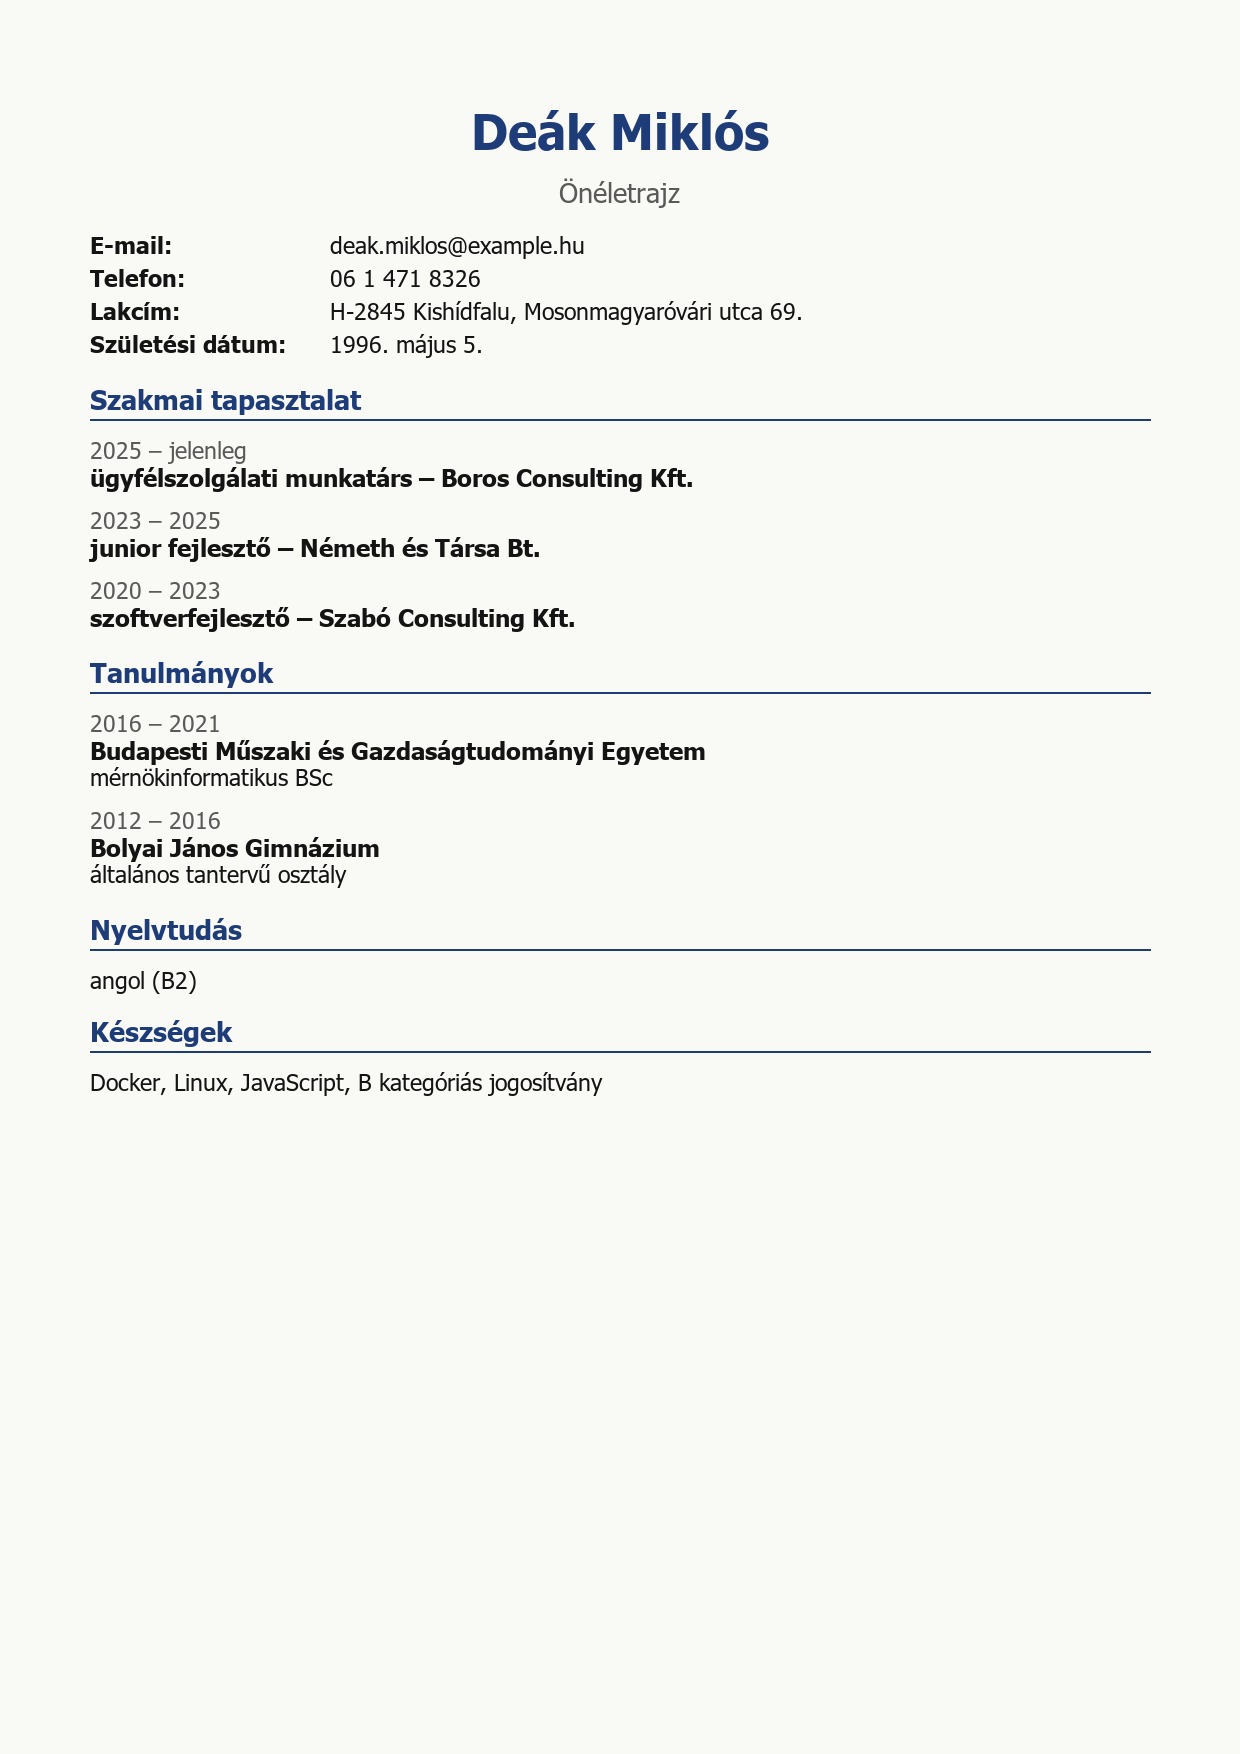 Deák Miklós
Önéletrajz
E-mail: deak.miklos@example.hu
Telefon: 06 1 471 8326
Lakcím: H-2845 Kishídfalu, Mosonmagyaróvári utca 69.
Születési dátum: 1996. május 5.
Szakmai tapasztalat
2025 – jelenleg
ügyfélszolgálati munkatárs – Boros Consulting Kft.
2023 – 2025
junior fejlesztő – Németh és Társa Bt.
2020 – 2023
szoftverfejlesztő – Szabó Consulting Kft.
Tanulmányok
2016 – 2021
Budapesti Műszaki és Gazdaságtudományi Egyetem
mérnökinformatikus BSc
2012 – 2016
Bolyai János Gimnázium
általános tantervű osztály
Nyelvtudás
angol (B2)
Készségek
Docker, Linux, JavaScript, B kategóriás jogosítvány